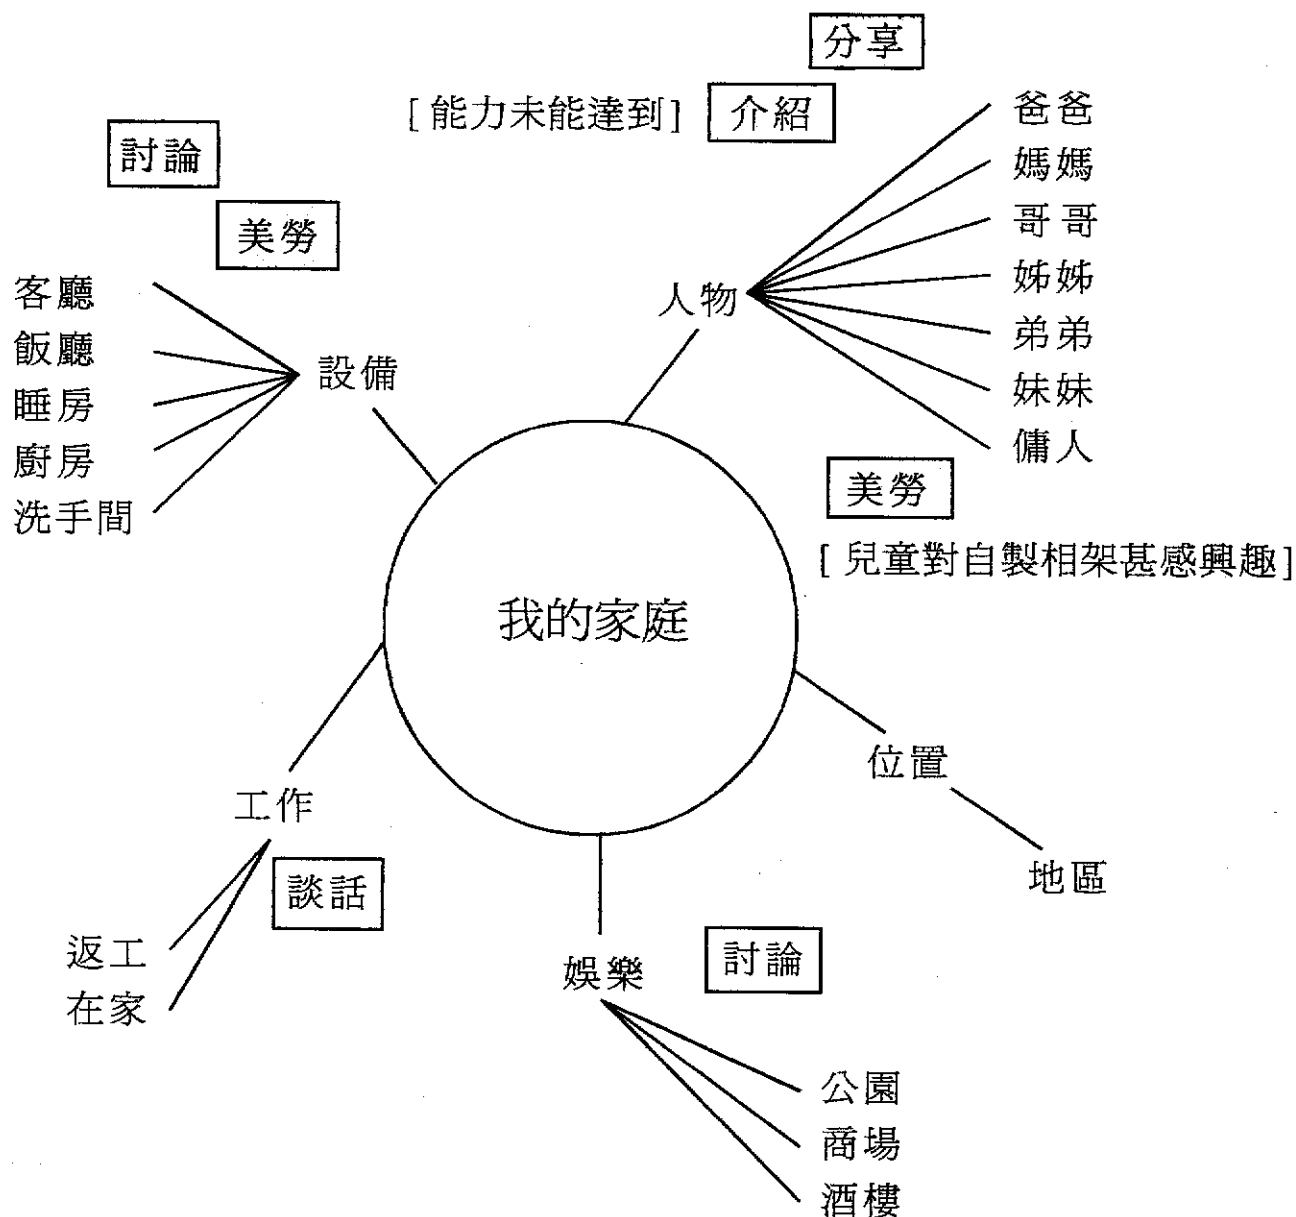 分享
[能力未能達到] 介紹
爸爸
媽媽
哥哥
姊姊
弟弟
妹妹
傭人
人物
美勞
[兒童對自製相架甚感興趣]
討論
美勞
客廳
飯廳
睡房
廚房
洗手間
設備
我的家庭
位置
地區
工作
談話
返工
在家
娛樂
討論
公園
商場
酒樓